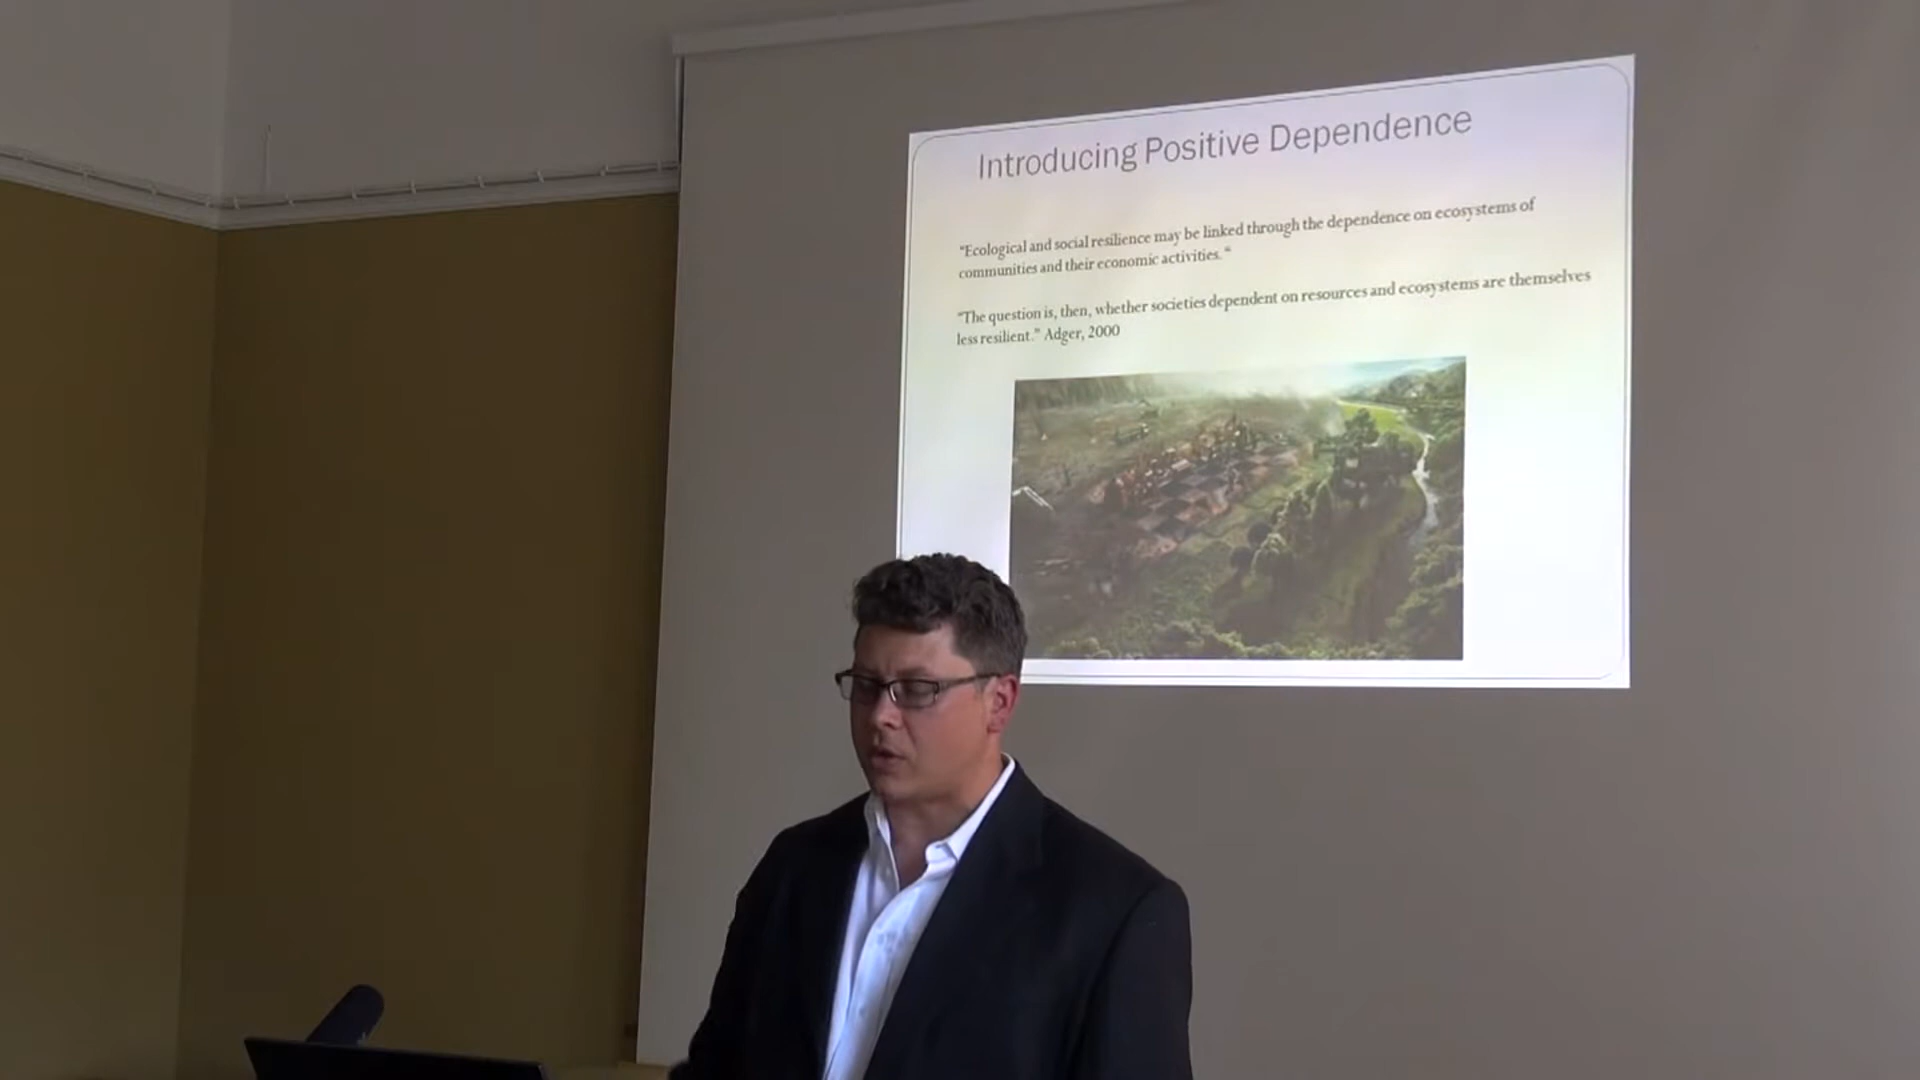 Introducing Positive Dependence
“Ecological and social resilience may be linked through the dependence on ecosystems of
communities and their economic activities. “
“The question is, then, whether societies dependent on resources and ecosystems are themselves
less resilient.” Adger, 2000